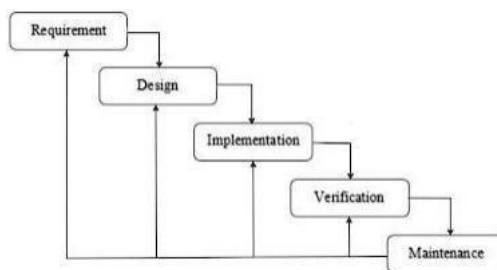 Requirement
Design
Implementation
Verification
Maintenance